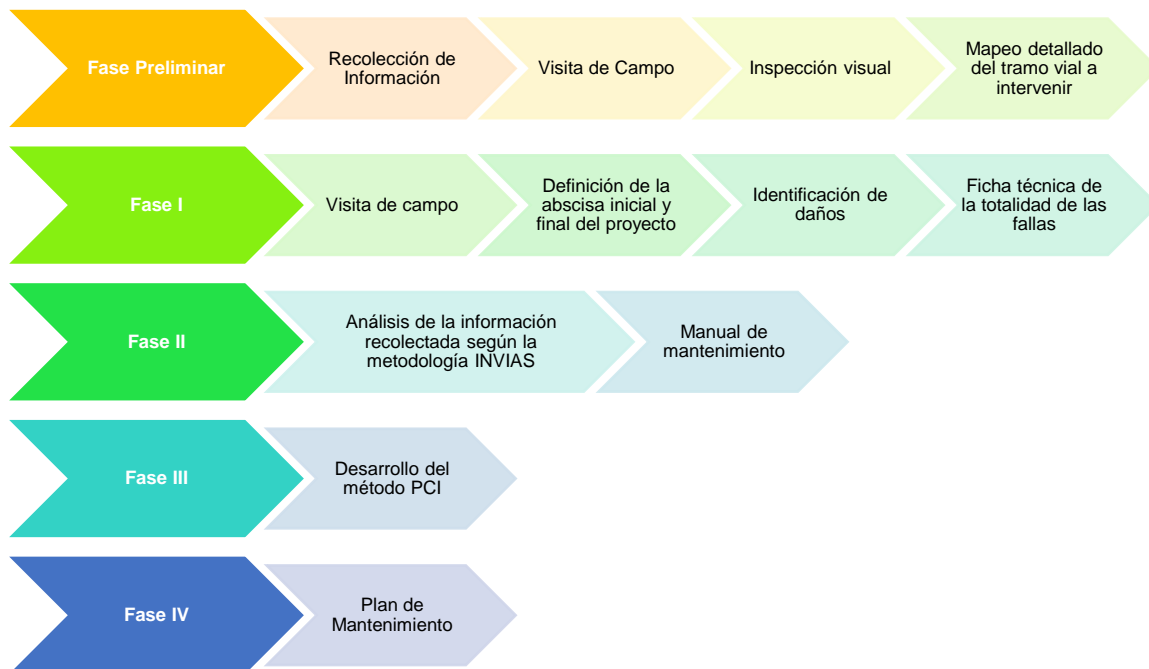 Fase Preliminar
Recolección de
Información
Visita de Campo
Inspección visual
Mapeo detallado
del tramo vial a
intervenir
Fase I
Visita de campo
Definición de la
abscisa inicial y
final del proyecto
Identificación de
daños
Ficha técnica de
la totalidad de las
fallas
Fase II
Análisis de la información
recolectada según la
metodología INVIAS
Manual de
mantenimiento
Fase III
Desarrollo del
método PCI
Fase IV
Plan de
Mantenimiento